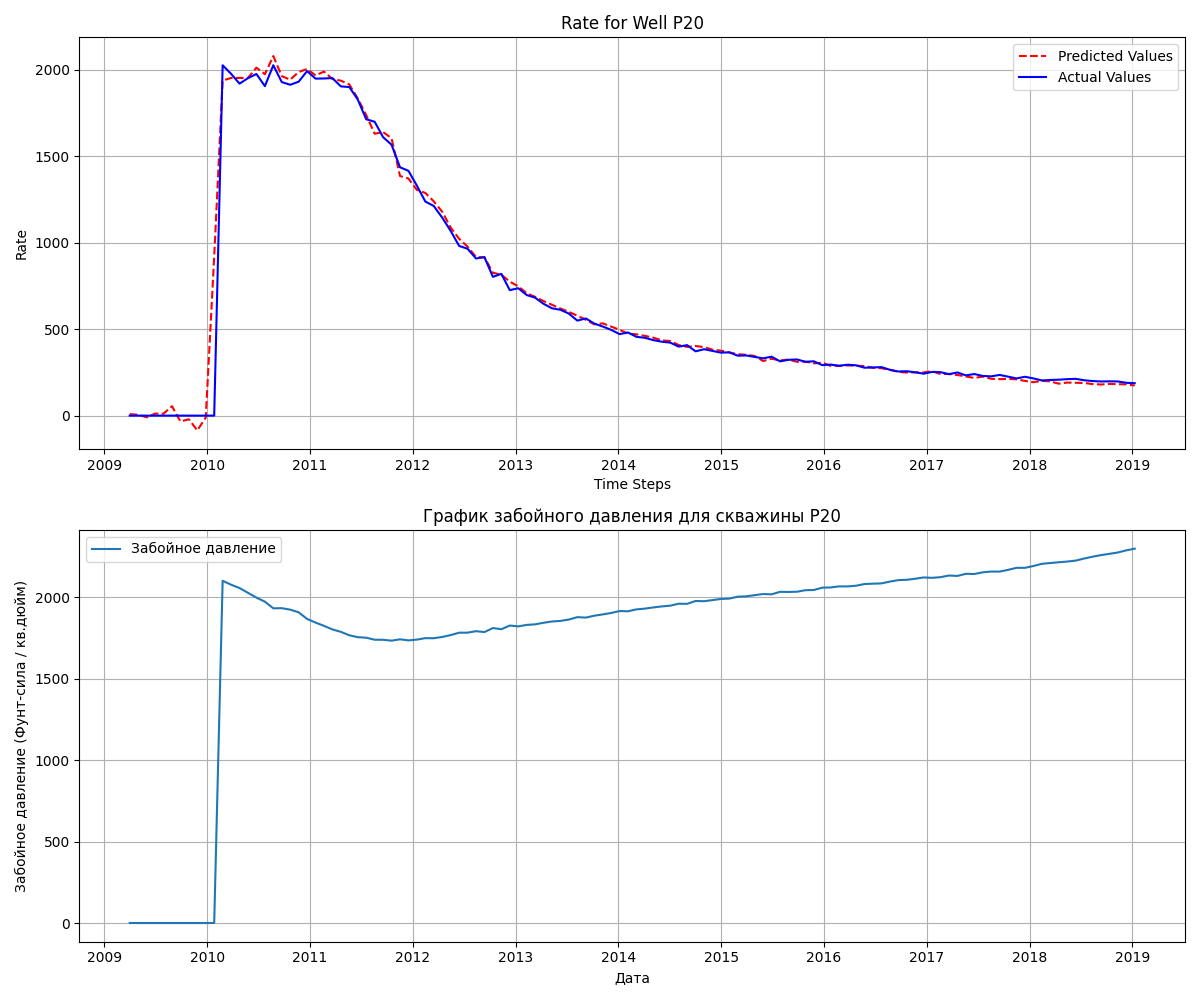 Rate for Well P20
Predicted Values
Actual Values
Rate
2000
1500
1000
500
0
2009 2010 2011 2012 2013 2014 2015 2016 2017 2018 2019
Time Steps
График забойного давления для скважины P20
Забойное давление
Забойное давление (Фунт-сила / кв.дюйм)
2000
1500
1000
500
0
2009 2010 2011 2012 2013 2014 2015 2016 2017 2018 2019
Дата